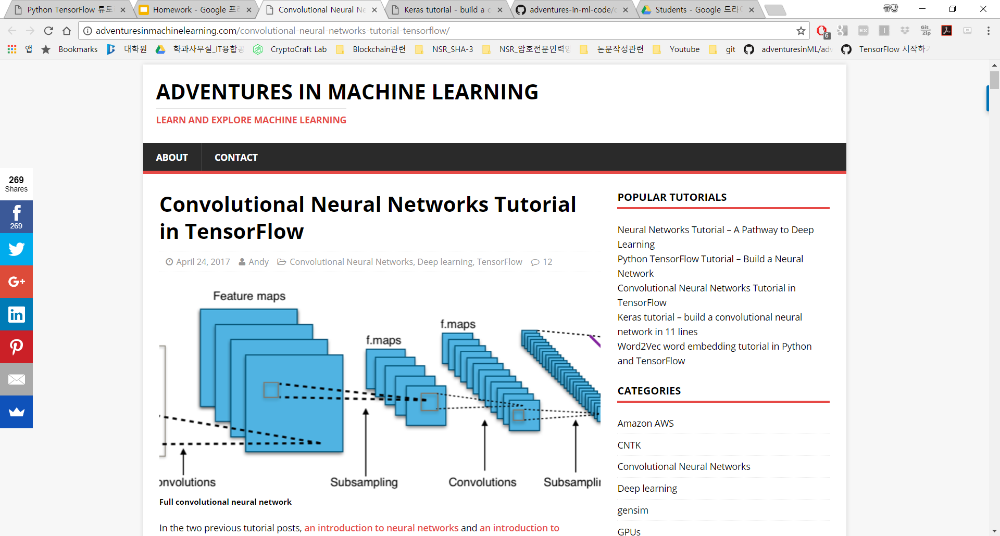 Python TensorFlow 튜토
Homework - Google 프
Convolutional Neural Ne
Keras tutorial - build a c
adventures-in-ml-code/c
Students - Google 드라이
규황
adventuresinmachinelearning.com/convolutional-neural-networks-tutorial-tensorflow/
6
EX
Git
zip
앱
Bookmarks
대학원
학과사무실_IT융합공
CryptoCraft Lab
Blockchain관련
NSR_SHA-3
NSR_암호전문인력양
논문작성관련
Youtube
git
adventuresinML/adv
TensorFlow 시작하기
ADVENTURES IN MACHINE LEARNING
LEARN AND EXPLORE MACHINE LEARNING
ABOUT
CONTACT
269
Shares
269
Convolutional Neural Networks Tutorial
in TensorFlow
April 24, 2017 Andy Convolutional Neural Networks, Deep learning, TensorFlow 12
Feature maps
f.maps
f.maps
onvolutions
Subsampling
Convolutions
Subsamplin
Full convolutional neural network
In the two previous tutorial posts, an introduction to neural networks and an introduction to
POPULAR TUTORIALS
Neural Networks Tutorial – A Pathway to Deep
Learning
Python TensorFlow Tutorial – Build a Neural
Network
Convolutional Neural Networks Tutorial in
TensorFlow
Keras tutorial – build a convolutional neural
network in 11 lines
Word2Vec word embedding tutorial in Python
and TensorFlow
CATEGORIES
Amazon AWS
CNTK
Convolutional Neural Networks
Deep learning
gensim
GPUs